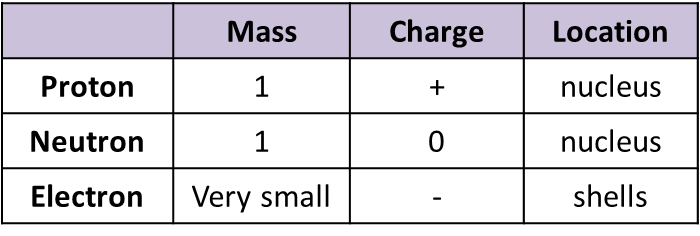 Mass Charge Location
Proton 1 + nucleus
Neutron 1 0 nucleus
Electron Very small - shells